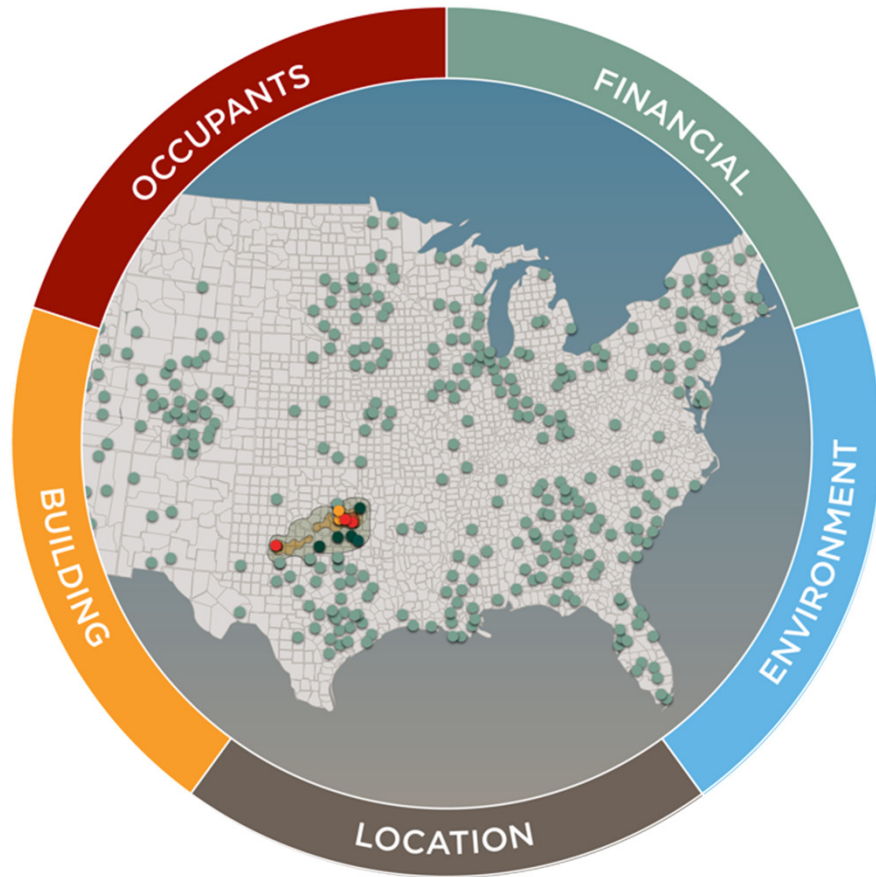 OCCUPANTS
FINANCIAL
BUILDING
ENVIRONMENT
LOCATION